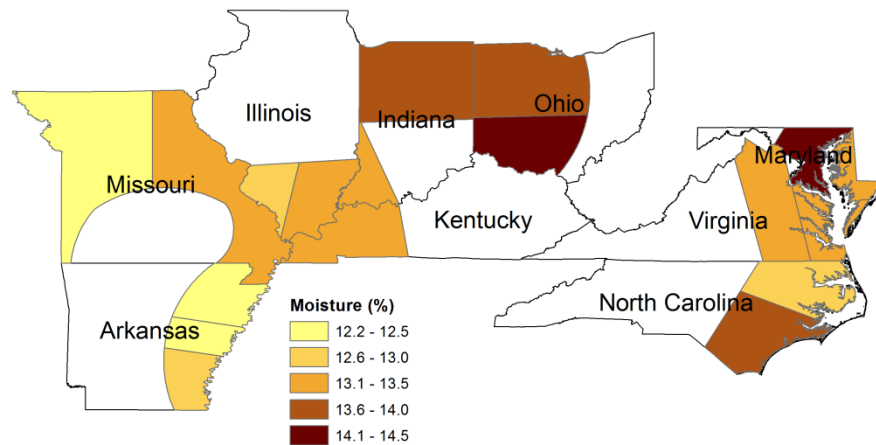 Illinois
Indiana
Ohio
Maryland
Missouri
Kentucky
Virginia
North Carolina
Arkansas
Moisture (%)
12.2 - 12.5
12.6 - 13.0
13.1 - 13.5
13.6 - 14.0
14.1 - 14.5